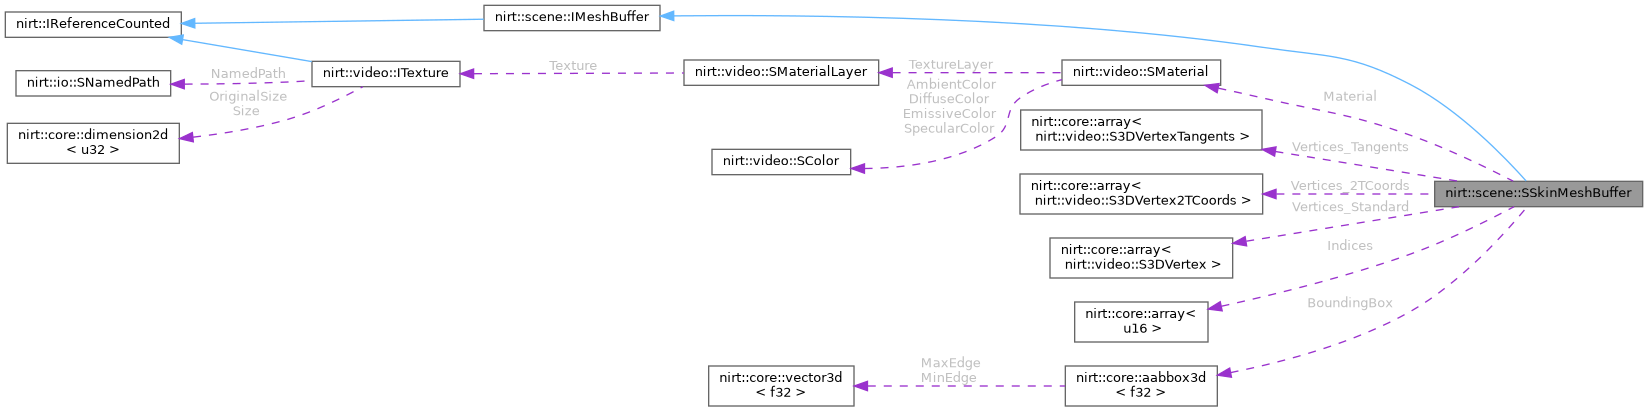 nirt::IReferenceCounted
nirt::scene::IMeshBuffer
nirt::io::SNamedPath
NamedPath
nirt::video::ITexture
Texture
nirt::video::SMaterialLayer
TextureLayer
nirt::video::SMaterial
OriginalSize
Size
AmbientColor
DiffuseColor
EmissiveColor
SpecularColor
Material
nirt::core::dimension2d
< u32 >
nirt::video::SColor
nirt::core::array<
nirt::video::S3DVertexTangents >
Vertices_Tangents
nirt::core::array<
nirt::video::S3DVertex2TCoords >
Vertices_2TCoords
nirt::scene::SSkinMeshBuffer
Vertices_Standard
nirt::core::array<
nirt::video::S3DVertex >
Indices
nirt::core::array<
u16 >
BoundingBox
nirt::core::vector3d
< f32 >
MaxEdge
MinEdge
nirt::core::aabbox3d
< f32 >